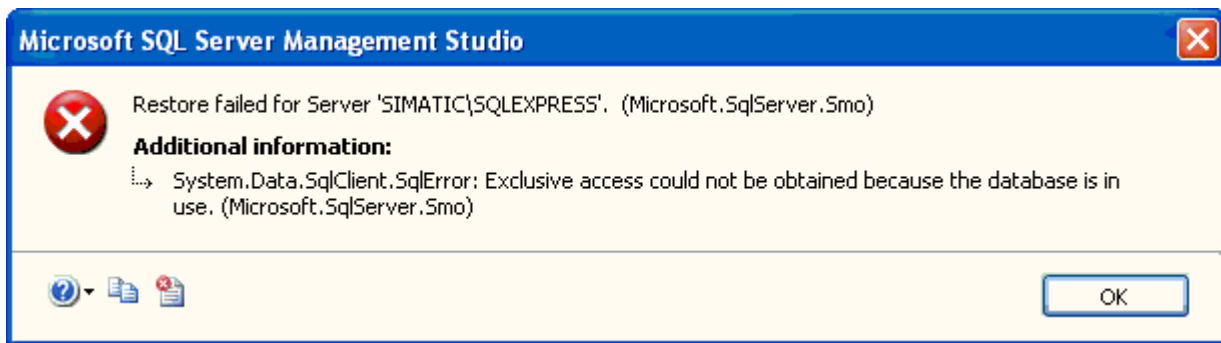 Microsoft SQL Server Management Studio
Restore failed for Server 'SIMATIC\SQLEXPRESS'. (Microsoft.SqlServer.Smo)
Additional information:
System.Data.SqlClient.SqlError: Exclusive access could not be obtained because the database is in
use. (Microsoft.SqlServer.Smo)
OK